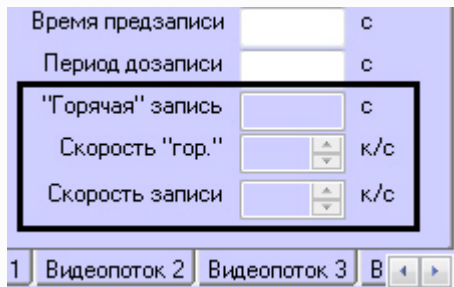 Время предзаписи с
Период дозаписи с
"Горячая" запись с
Скорость "гор." к/с
Скорость записи к/с
1 Видеопоток 2 Видеопоток 3 В